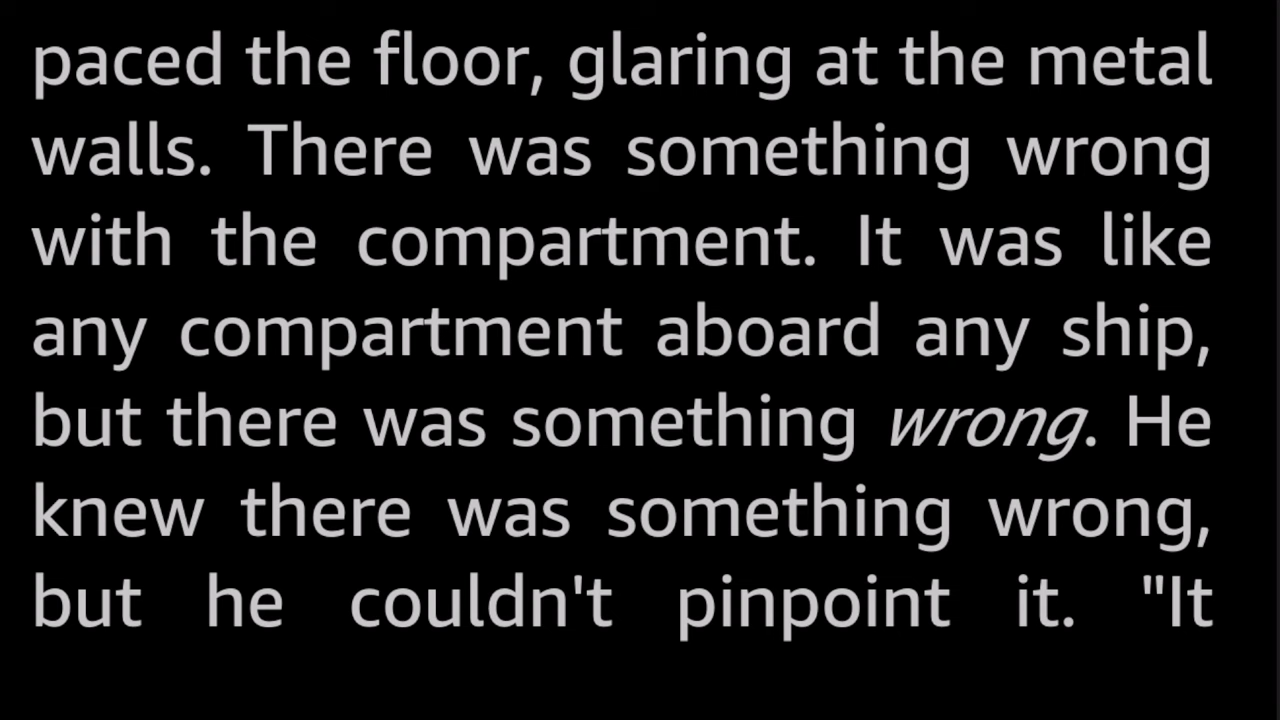 paced the floor, glaring at the metal
walls. There was something wrong
with the compartment. It was like
any compartment aboard any ship,
but there was something wrong. He
knew there was something wrong,
but he couldn't pinpoint it. "It